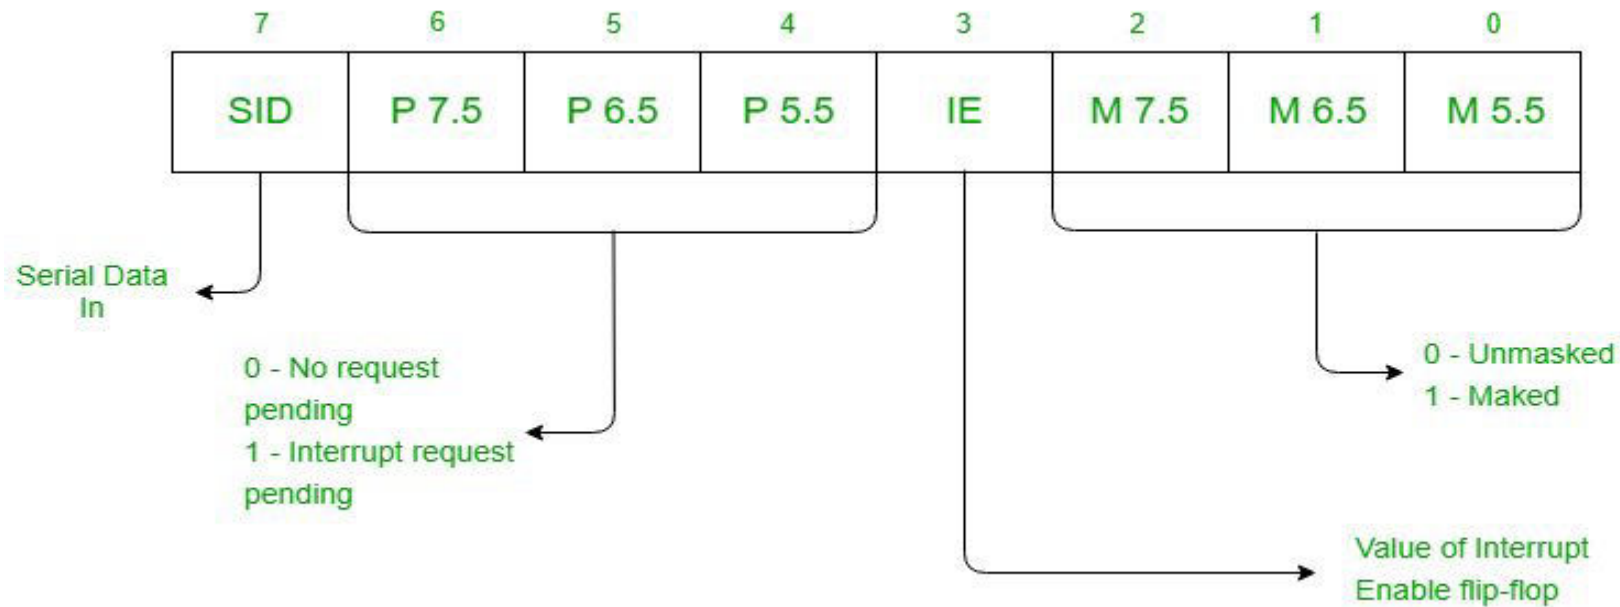 7 6 5 4 3 2 1 0
SID P 7.5 P 6.5 P 5.5 IE M 7.5 M 6.5 M 5.5
Serial Data
In
0 - No request
pending
1 - Interrupt request
pending
0 - Unmasked
1 - Maked
Value of Interrupt
Enable flip-flop